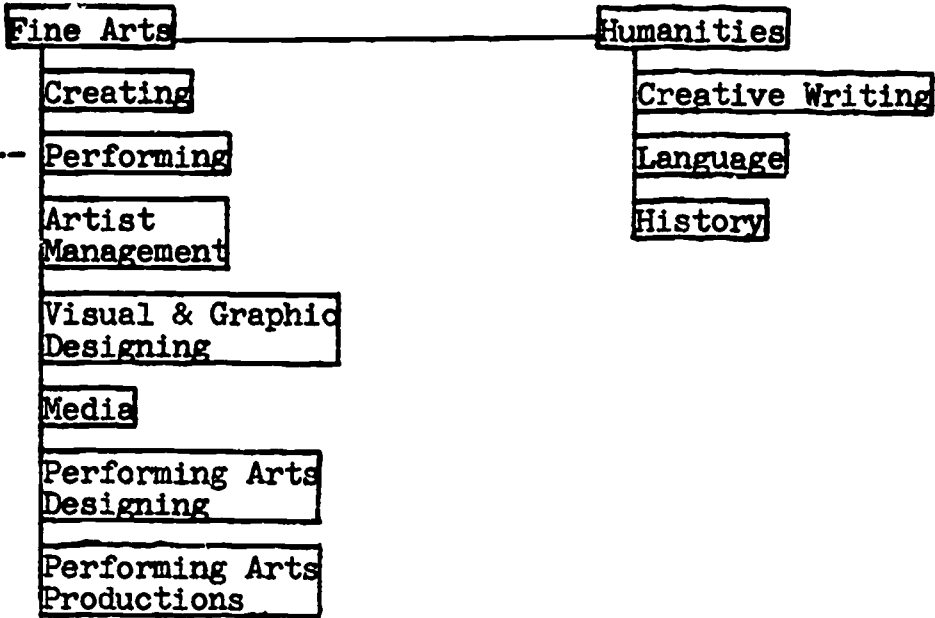 Fine Arts
Creating
Performing
Artist
Management
Visual & Graphic
Designing
Media
Performing Arts
Designing
Performing Arts
Productions
Humanities
Creative Writing
Language
History